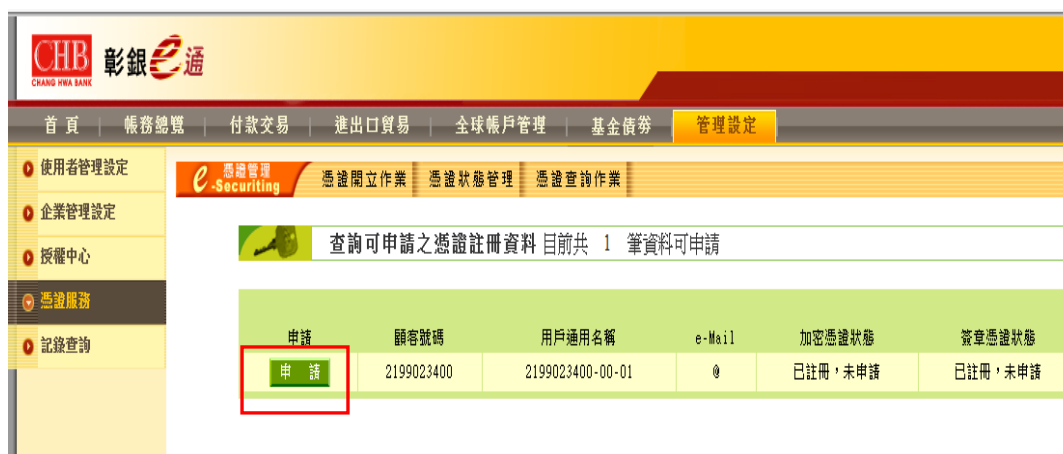 CHB 彰銀e通
CHANG HWA BANK
首 頁 | 帳務總覽 | 付款交易 | 進出口貿易 | 全球帳戶管理 | 基金債券 管理設定
使用者管理設定
企業管理設定
授權中心
憑證服務
記錄查詢
憑證管理
e-Securiting
憑證開立作業 憑證狀態管理 憑證查詢作業
查詢可申請之憑證註冊資料 目前共 1 筆資料可申請
申請 顧客號碼 用戶通用名稱 e-Mail 加密憑證狀態 簽章憑證狀態
申 請 2199023400 2199023400-00-01 @ 已註冊,未申請 已註冊,未申請